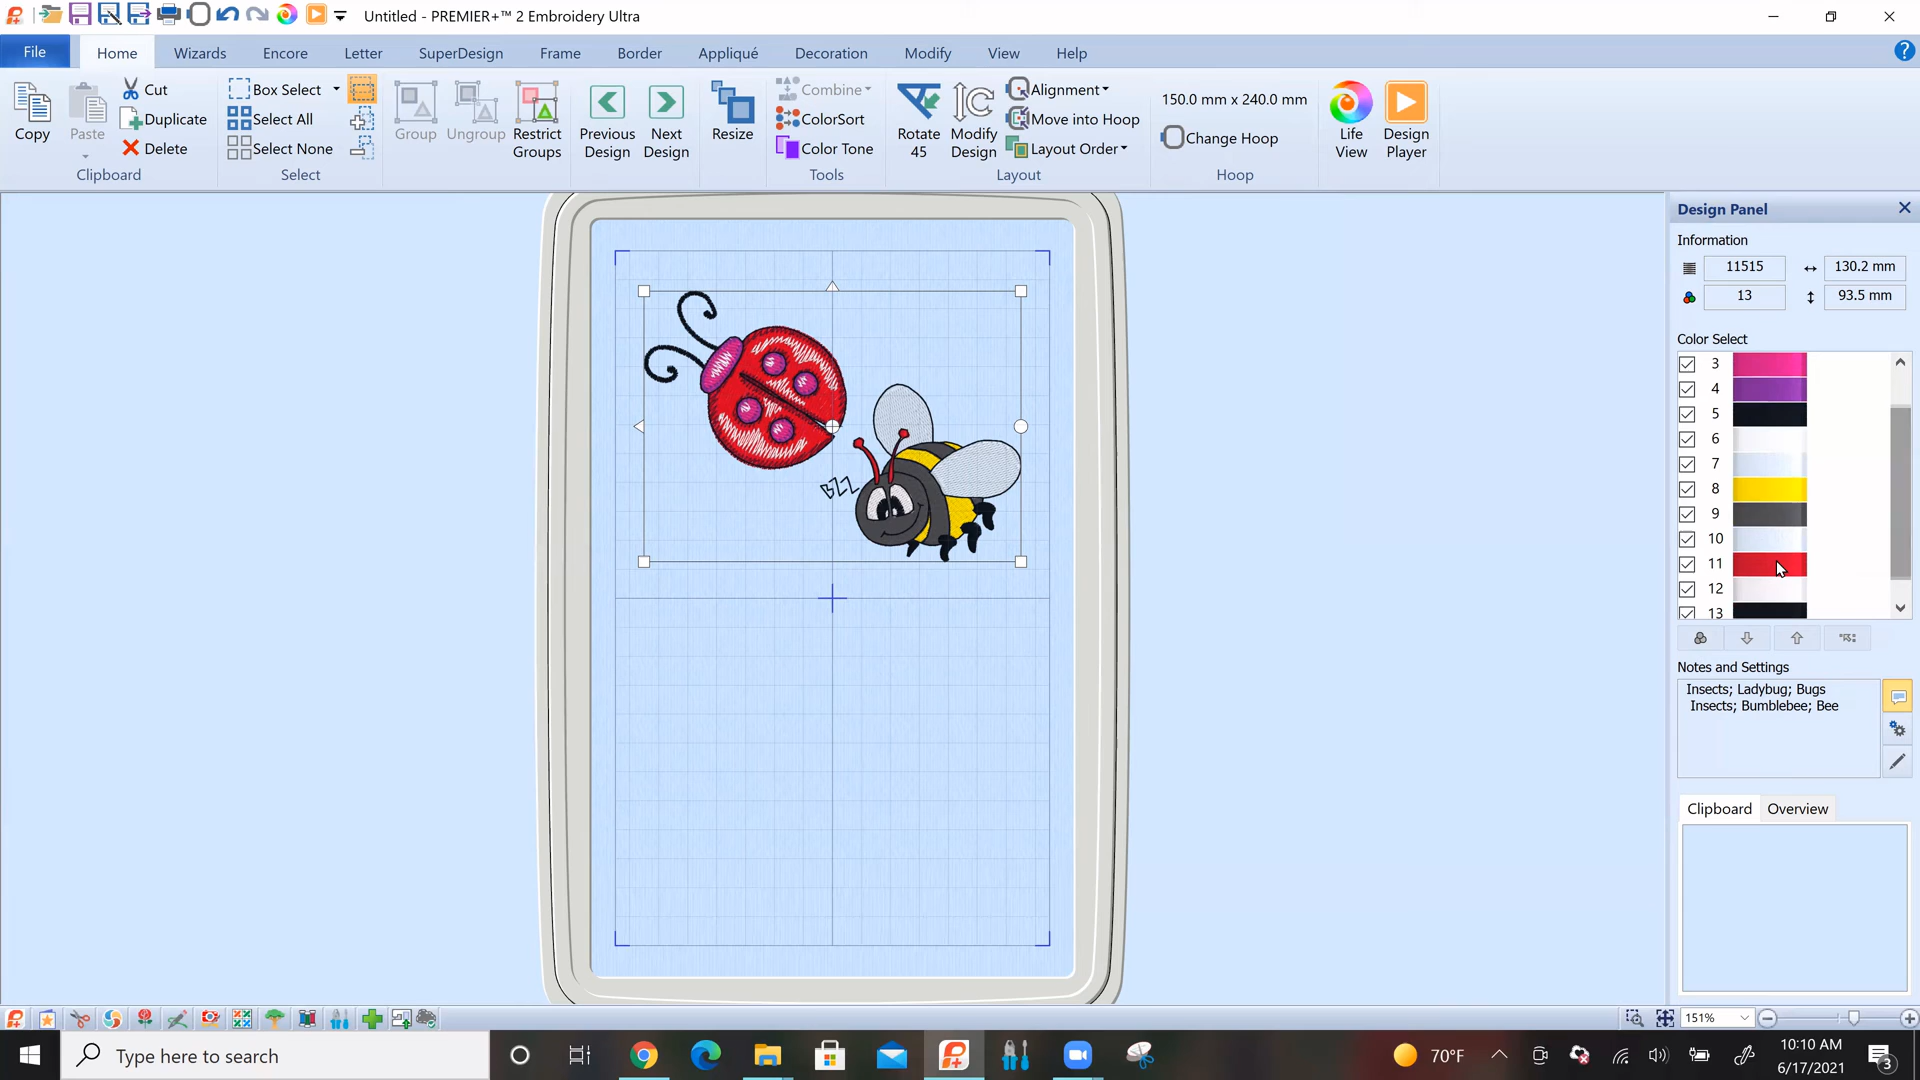 Untitled - PREMIER+™ 2 Embroidery Ultra
File Home Wizards Encore Letter SuperDesign Frame Border Appliqué Decoration Modify View Help
Copy
Paste
Cut
Duplicate
Delete
Clipboard
Box Select
Select All
Select None
Select
Group
Ungroup
Restrict Groups
Previous Design
Next Design
Resize
Combine
ColorSort
Color Tone
Tools
Rotate 45
Modify Design
Alignment
Move into Hoop
Layout Order
Layout
150.0 mm x 240.0 mm
Change Hoop
Hoop
Life View
Design Player
BZZ
Design Panel
Information
11515
130.2 mm
13
93.5 mm
Color Select
3
4
5
6
7
8
9
10
11
12
13
Notes and Settings
Insects; Ladybug; Bugs
Insects; Bumblebee; Bee
Clipboard Overview
151%
Type here to search
70°F
10:10 AM
6/17/2021
3